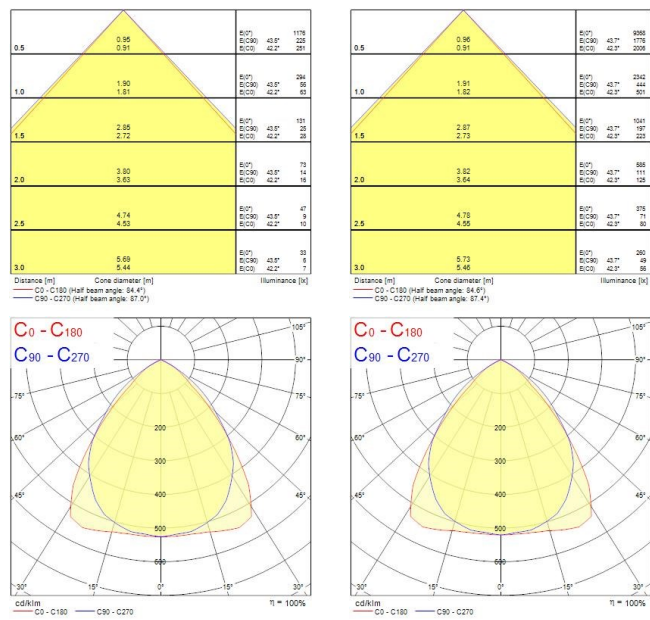 0.5 0.95 0.91 E(0°) 1176 E(C90) 43.5° 225 E(C0) 42.2° 251
1.0 1.90 1.81 E(0°) 294 E(C90) 43.5° 56 E(C0) 42.2° 63
1.5 2.85 2.72 E(0°) 131 E(C90) 43.5° 25 E(C0) 42.2° 28
2.0 3.80 3.63 E(0°) 73 E(C90) 43.5° 14 E(C0) 42.2° 16
2.5 4.74 4.53 E(0°) 47 E(C90) 43.5° 9 E(C0) 42.2° 10
3.0 5.69 5.44 E(0°) 33 E(C90) 43.5° 6 E(C0) 42.2° 7
Distance [m] Cone diameter [m] Illuminance [lx]
C0 - C180 (Half beam angle: 84.4°)
C90 - C270 (Half beam angle: 87.0°)
0.5 0.96 0.91 E(0°) 9368 E(C90) 43.7° 1775 E(C0) 42.3° 2006
1.0 1.91 1.82 E(0°) 2342 E(C90) 43.7° 444 E(C0) 42.3° 501
1.5 2.87 2.73 E(0°) 1041 E(C90) 43.7° 197 E(C0) 42.3° 223
2.0 3.82 3.64 E(0°) 585 E(C90) 43.7° 111 E(C0) 42.3° 125
2.5 4.78 4.55 E(0°) 375 E(C90) 43.7° 71 E(C0) 42.3° 80
3.0 5.73 5.46 E(0°) 260 E(C90) 43.7° 49 E(C0) 42.3° 56
Distance [m] Cone diameter [m] Illuminance [lx]
C0 - C180 (Half beam angle: 84.6°)
C90 - C270 (Half beam angle: 87.4°)
C0 - C180
C90 - C270
105°
90°
75° 75°
60° 60°
45° 45°
200
300
400
500
600
30° 15° 0° 15° 30°
cd/klm η = 100%
C0 - C180 C90 - C270
C0 - C180
C90 - C270
105°
90°
75° 75°
60° 60°
45° 45°
200
300
400
500
600
30° 15° 0° 15° 30°
cd/klm η = 100%
C0 - C180 C90 - C270